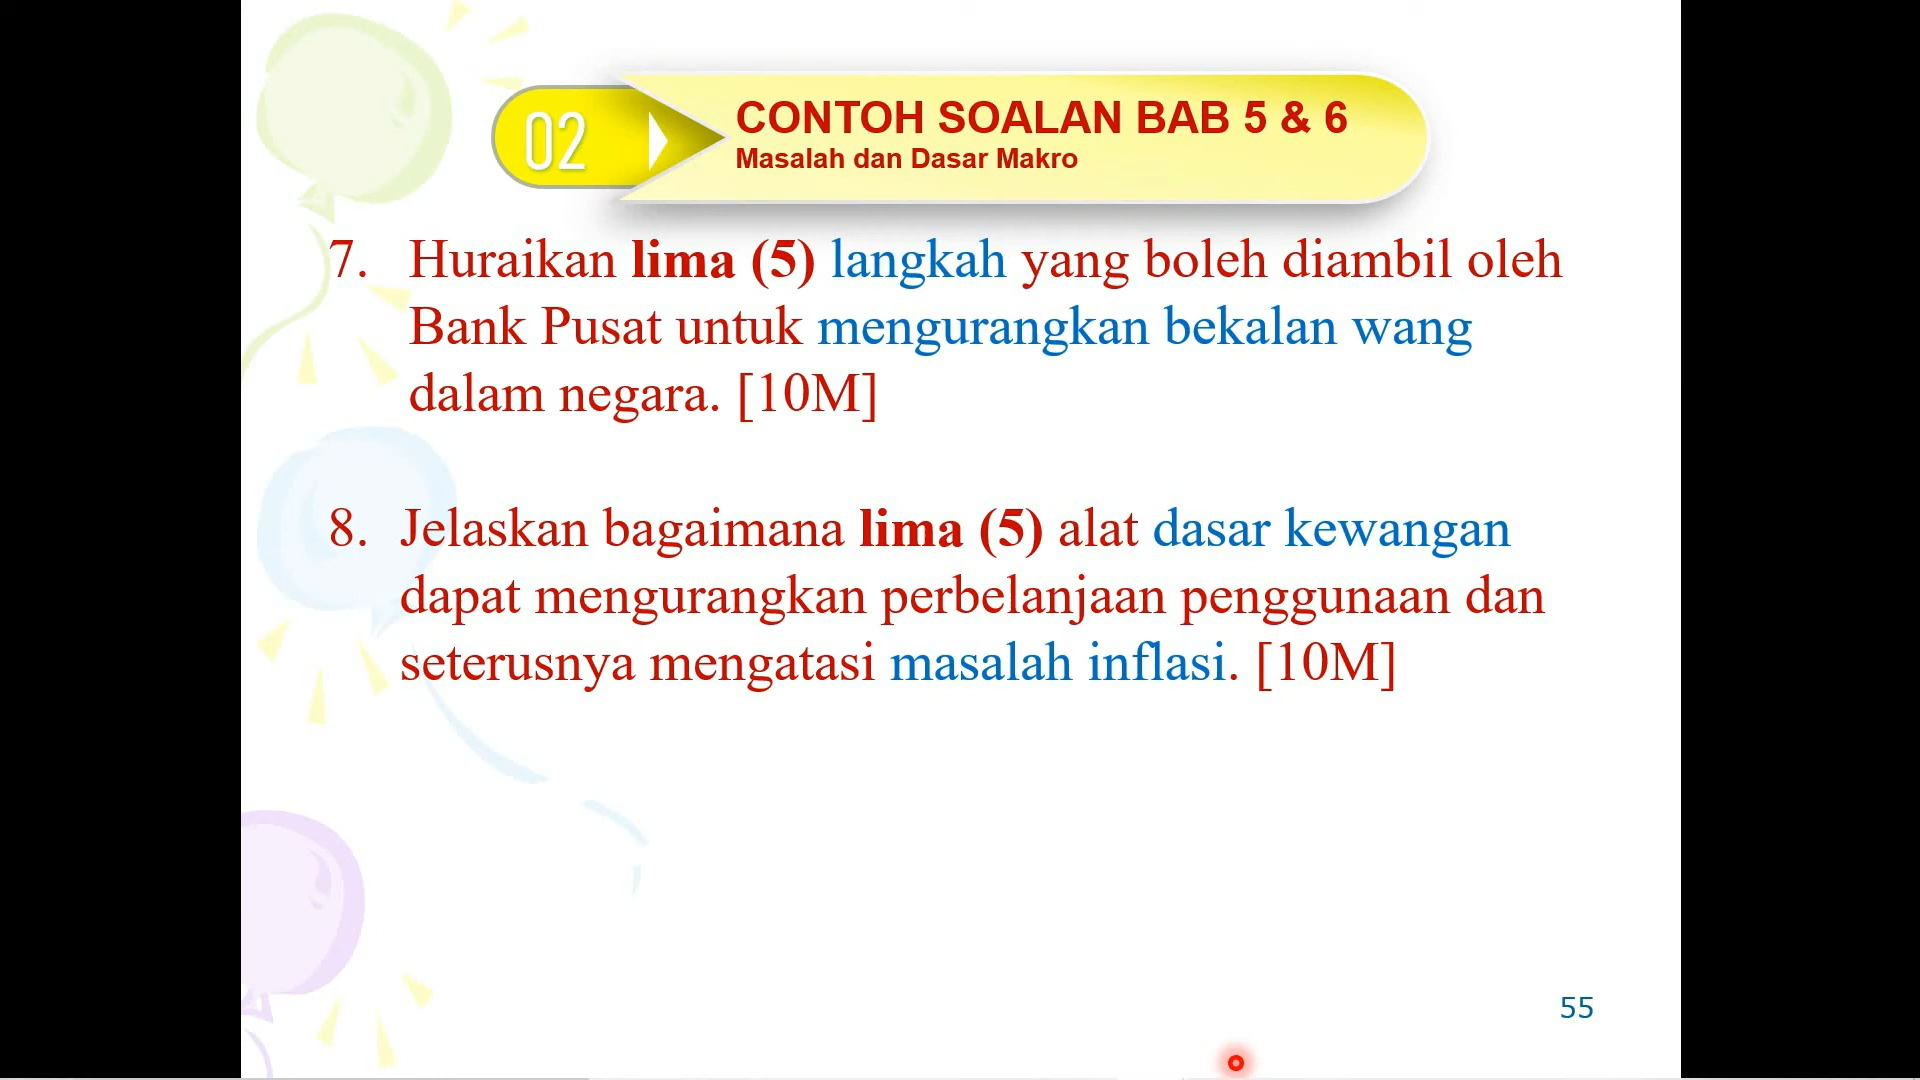 02
CONTOH SOALAN BAB 5 & 6
Masalah dan Dasar Makro
7. Huraikan lima (5) langkah yang boleh diambil oleh
Bank Pusat untuk mengurangkan bekalan wang
dalam negara. [10M]
8. Jelaskan bagaimana lima (5) alat dasar kewangan
dapat mengurangkan perbelanjaan penggunaan dan
seterusnya mengatasi masalah inflasi. [10M]
55